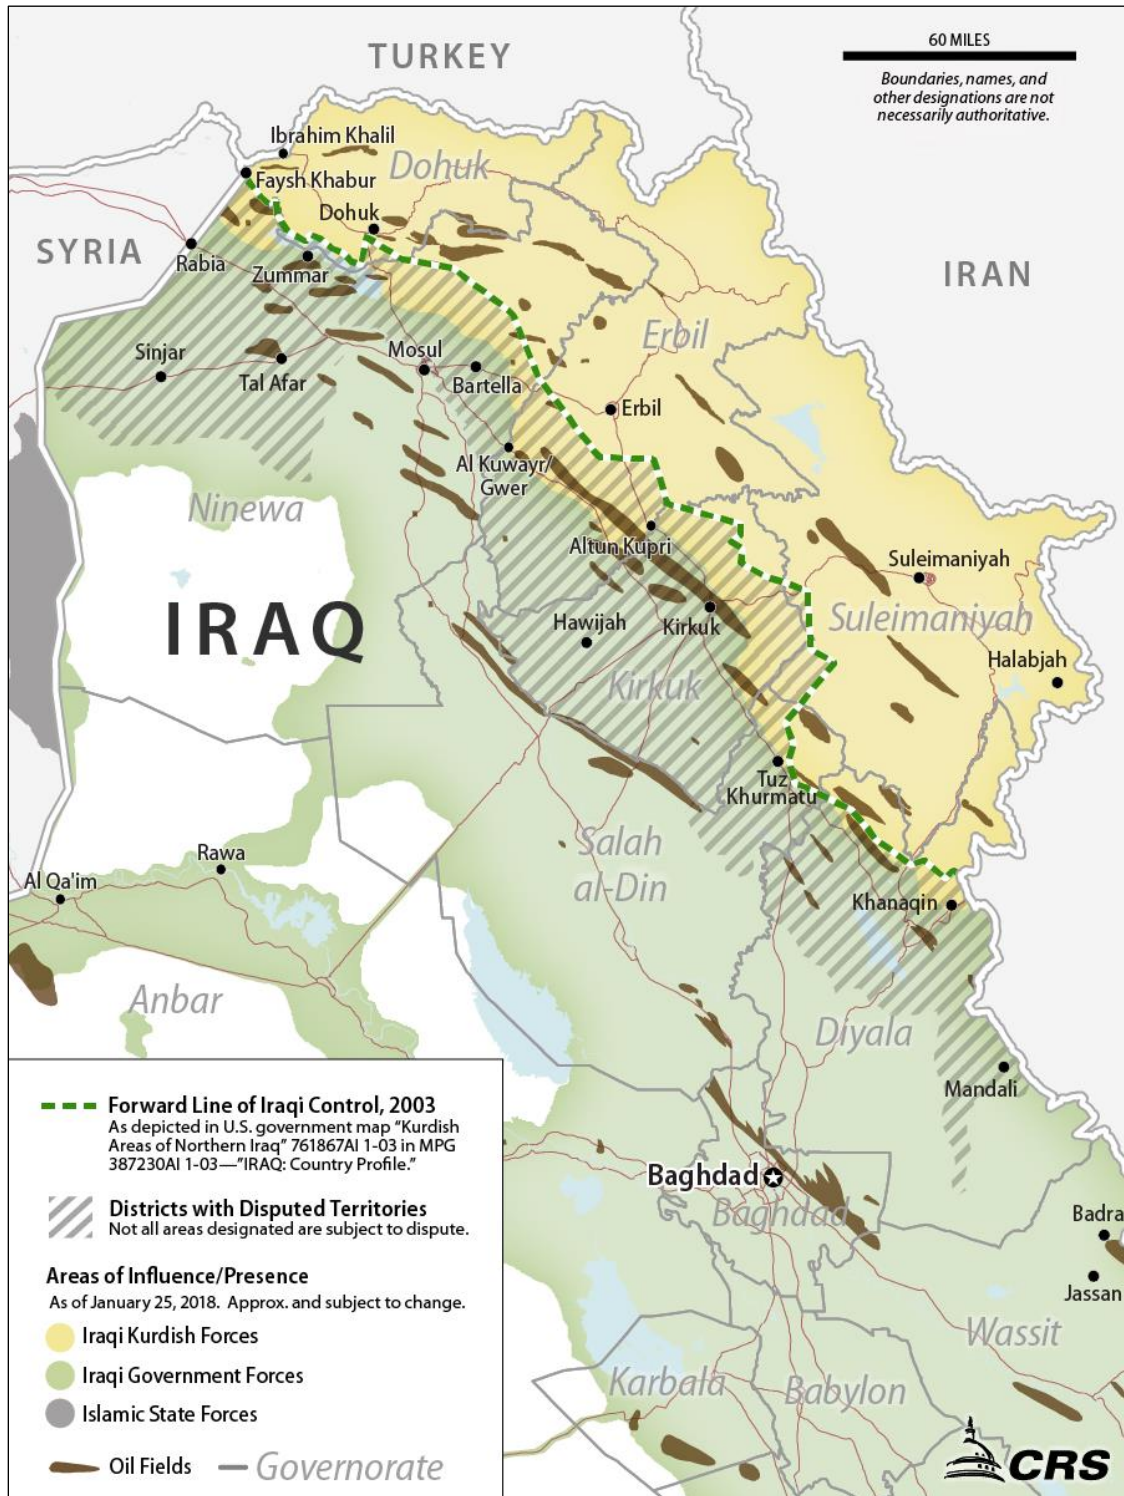 TURKEY
60 MILES
Boundaries, names, and
other designations are not
necessarily authoritative.
Ibrahim Khalil
Dohuk
Faysh Khabur
Dohuk
SYRIA
Rabia
Zummar
IRAN
Erbil
Sinjar
Mosul
Tal Afar
Bartella
Erbil
Al Kuwayr/
Gwer
Ninewa
Altun Kupri
Suleimaniyah
IRAQ
Hawijah
Kirkuk
Suleimaniyah
Halabjah
Kirkuk
Tuz
Khurmatu
Salah
al-Din
Rawa
Al Qa'im
Khanaqin
Anbar
Diyala
Mandali
Forward Line of Iraqi Control, 2003
As depicted in U.S. government map “Kurdish
Areas of Northern Iraq” 761867AI 1-03 in MPG
387230AI 1-03—”IRAQ: Country Profile.”
Districts with Disputed Territories
Not all areas designated are subject to dispute.
Areas of Influence/Presence
As of January 25, 2018. Approx. and subject to change.
Iraqi Kurdish Forces
Iraqi Government Forces
Islamic State Forces
Oil Fields
Governorate
Baghdad
Baghdad
Badra
Jassan
Wassit
Karbala
Babylon
CRS